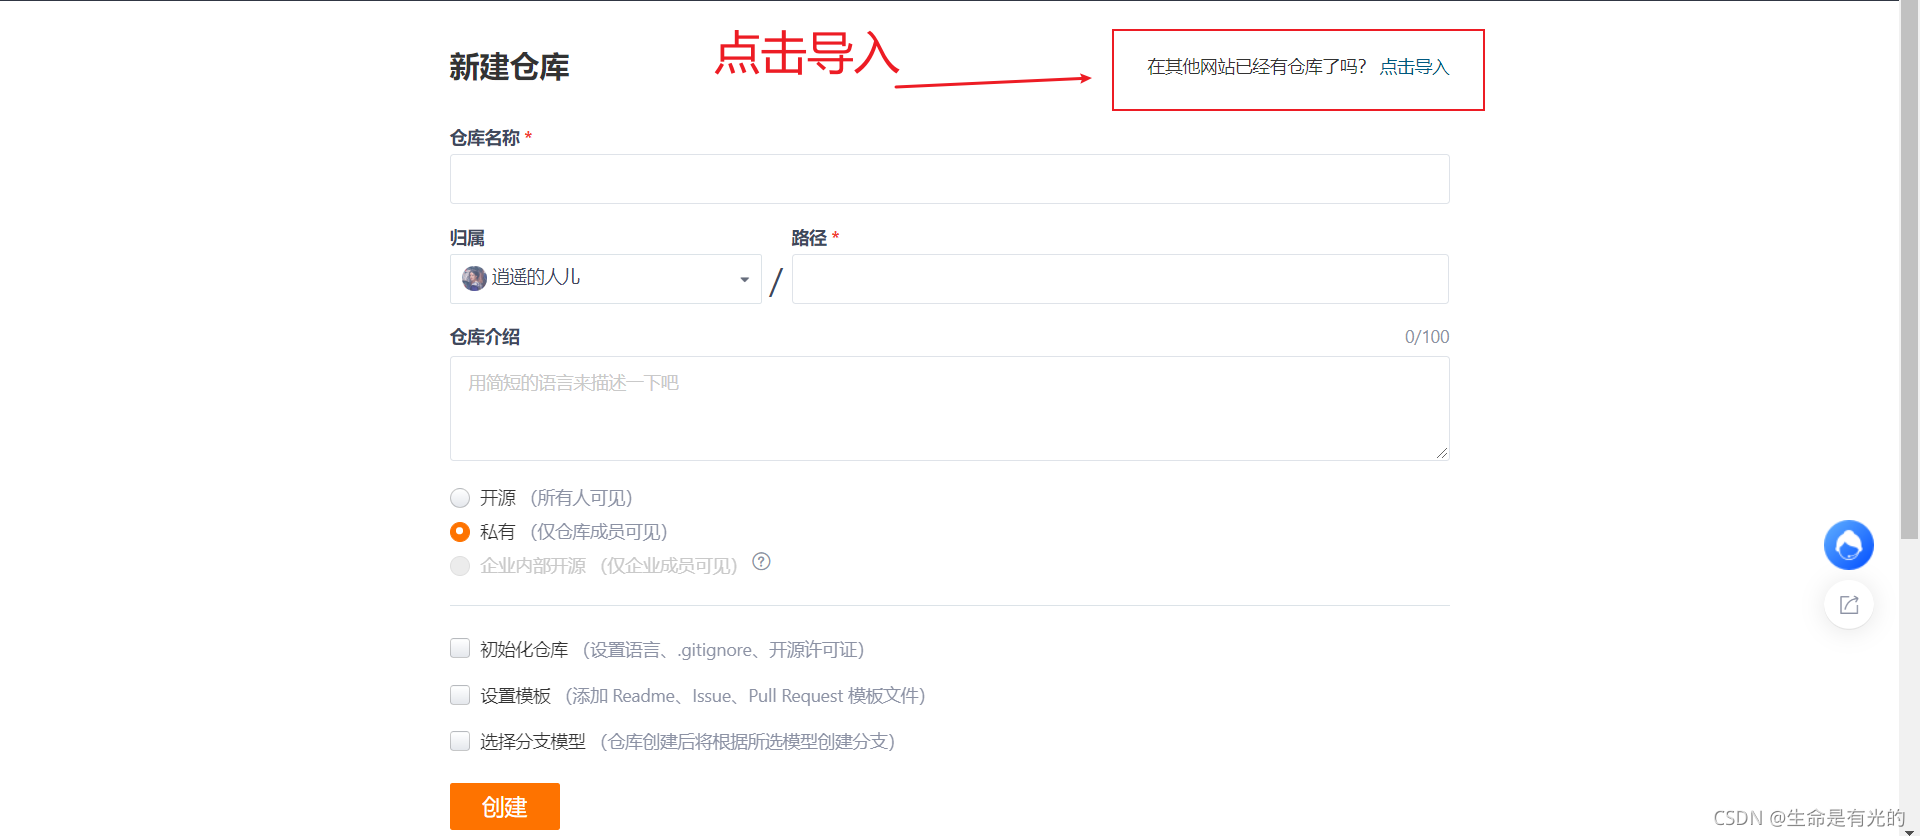 新建仓库
点击导入
在其他网站已经有仓库了吗? 点击导入
仓库名称 *
归属
路径 *
逍遥的人儿
/
仓库介绍
0/100
用简短的语言来描述一下吧
开源 (所有人可见)
私有 (仅仓库成员可见)
企业内部开源 (仅企业成员可见) ?
初始化仓库 (设置语言、.gitignore、开源许可证)
设置模板 (添加 Readme、Issue、Pull Request 模板文件)
选择分支模型 (仓库创建后将根据所选模型创建分支)
创建
CSDN @生命是有光的